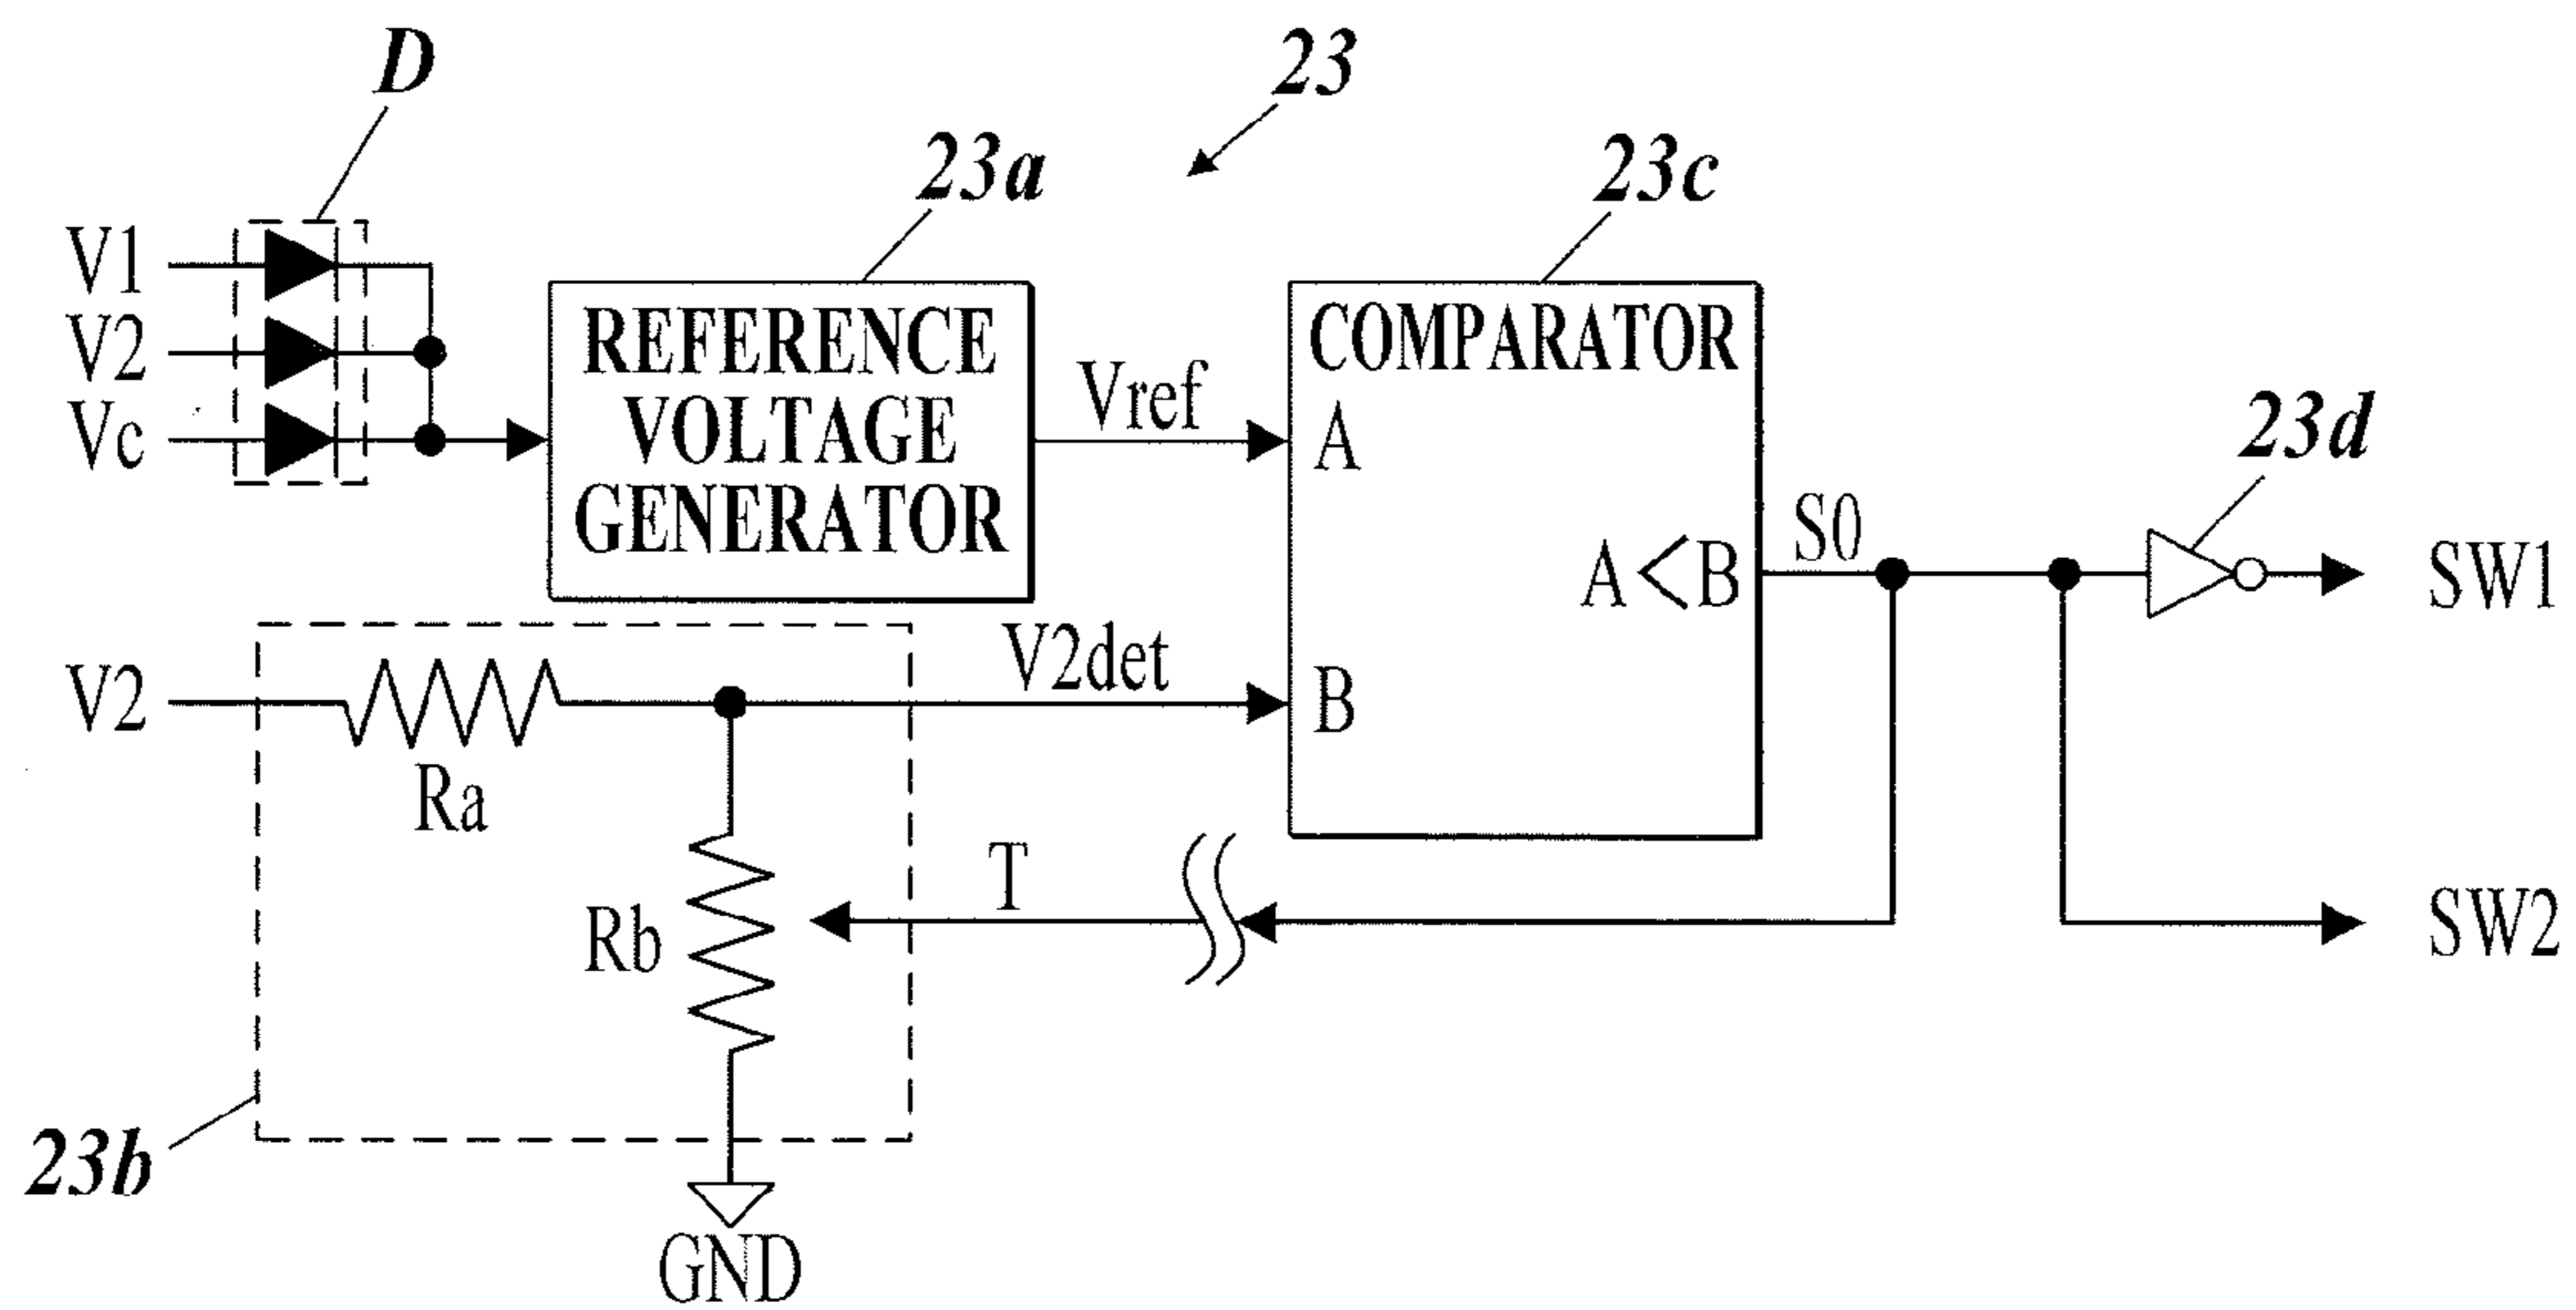 D
23
23a
23c
V1
V2
Vc
REFERENCE
VOLTAGE
GENERATOR
Vref
COMPARATOR
A
A<B
B
S0
23d
SW1
SW2
V2
Ra
V2det
Rb
T
23b
GND